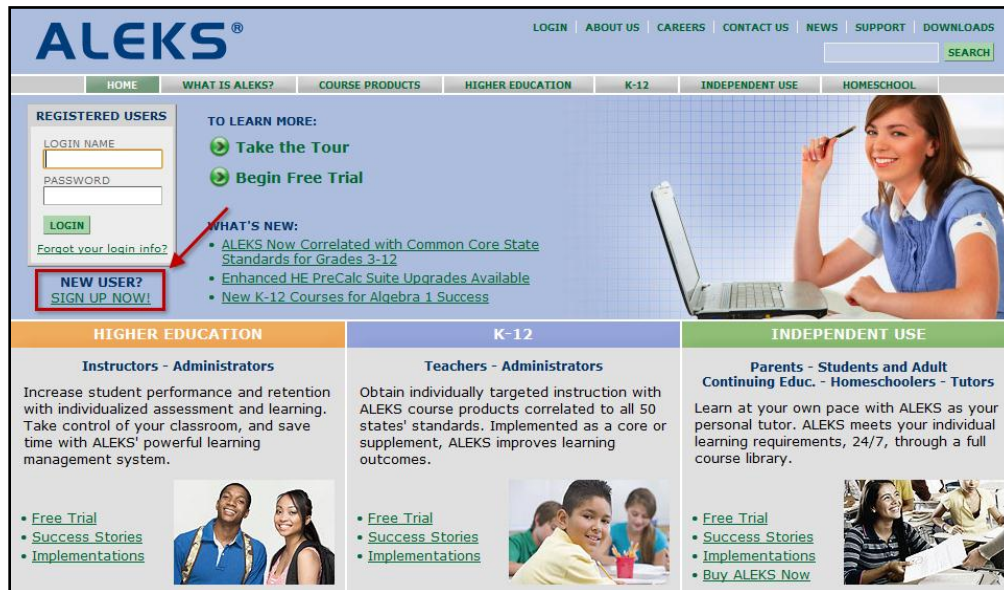 ALEKS®
LOGIN | ABOUT US | CAREERS | CONTACT US | NEWS | SUPPORT | DOWNLOADS
SEARCH
HOME
WHAT IS ALEKS?
COURSE PRODUCTS
HIGHER EDUCATION
K-12
INDEPENDENT USE
HOMESCHOOL
REGISTERED USERS
LOGIN NAME
PASSWORD
LOGIN
Forgot your login info?
NEW USER?
SIGN UP NOW!
TO LEARN MORE:
Take the Tour
Begin Free Trial
WHAT'S NEW:
• ALEKS Now Correlated with Common Core State
Standards for Grades 3-12
• Enhanced HE PreCalc Suite Upgrades Available
• New K-12 Courses for Algebra 1 Success
HIGHER EDUCATION
Instructors - Administrators
Increase student performance and retention
with individualized assessment and learning.
Take control of your classroom, and save
time with ALEKS' powerful learning
management system.
• Free Trial
• Success Stories
• Implementations
K-12
Teachers - Administrators
Obtain individually targeted instruction with
ALEKS course products correlated to all 50
states' standards. Implemented as a core or
supplement, ALEKS improves learning
outcomes.
• Free Trial
• Success Stories
• Implementations
INDEPENDENT USE
Parents - Students and Adult
Continuing Educ. - Homeschoolers - Tutors
Learn at your own pace with ALEKS as your
personal tutor. ALEKS meets your individual
learning requirements, 24/7, through a full
course library.
• Free Trial
• Success Stories
• Implementations
• Buy ALEKS Now